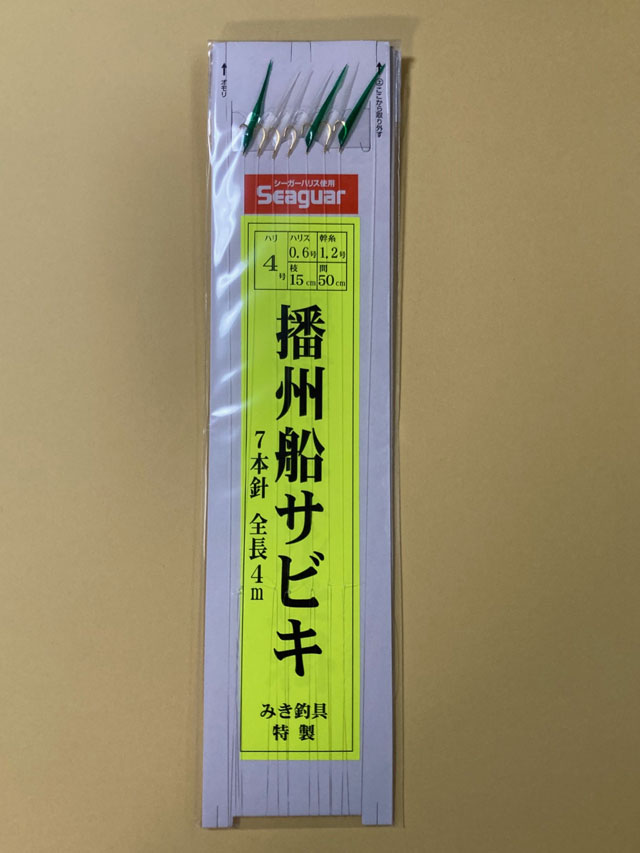 オモリ
ここから取り外す
シーガーハリス使用
Seaguar
ハリ
4号
ハリス
0.6号
幹糸
1.2号
枝
15cm
間
50cm
播州船サビキ
7本針 全長4m
みき釣具
特製